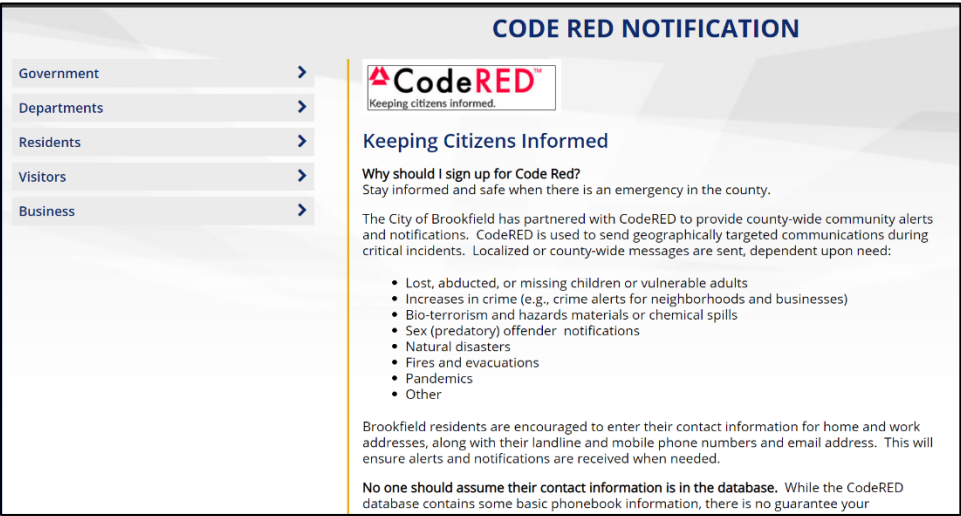 CODE RED NOTIFICATION
Government
Departments
Residents
Visitors
Business
CodeRED™
Keeping citizens informed.
Keeping Citizens Informed
Why should I sign up for Code Red?
Stay informed and safe when there is an emergency in the county.
The City of Brookfield has partnered with CodeRED to provide county-wide community alerts
and notifications. CodeRED is used to send geographically targeted communications during
critical incidents. Localized or county-wide messages are sent, dependent upon need:
• Lost, abducted, or missing children or vulnerable adults
• Increases in crime (e.g., crime alerts for neighborhoods and businesses)
• Bio-terrorism and hazards materials or chemical spills
• Sex (predatory) offender notifications
• Natural disasters
• Fires and evacuations
• Pandemics
• Other
Brookfield residents are encouraged to enter their contact information for home and work
addresses, along with their landline and mobile phone numbers and email address. This will
ensure alerts and notifications are received when needed.
No one should assume their contact information is in the database. While the CodeRED
database contains some basic phonebook information, there is no guarantee your